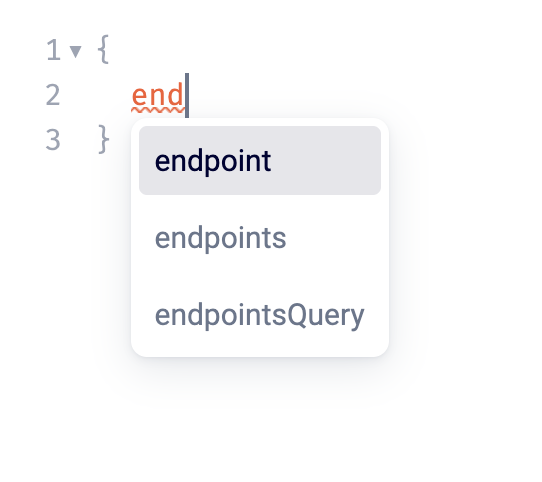 1 ▾ {
2 end
3 }
endpoint
endpoints
endpointsQuery